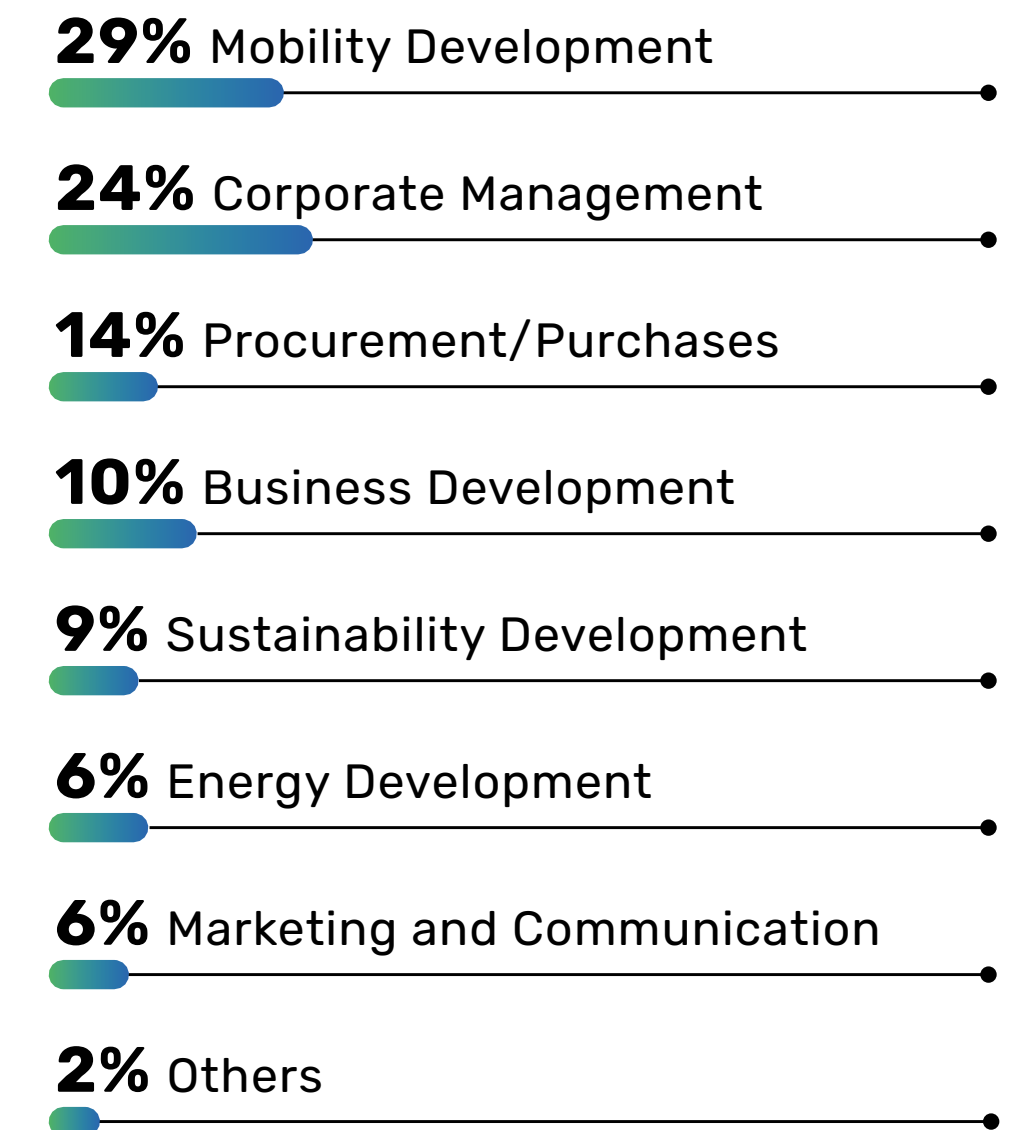 29% Mobility Development
24% Corporate Management
14% Procurement/Purchases
10% Business Development
9% Sustainability Development
6% Energy Development
6% Marketing and Communication
2% Others